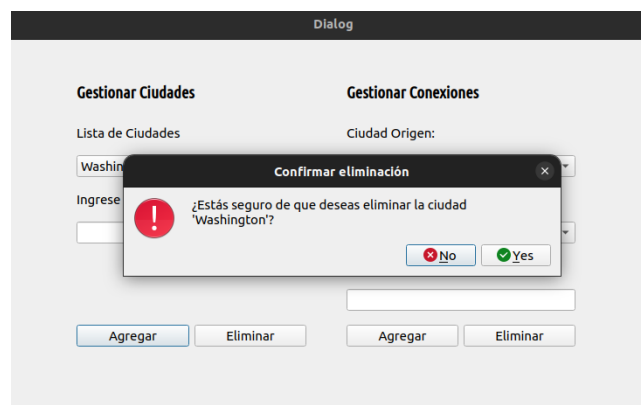 Dialog
Gestionar Ciudades
Gestionar Conexiones
Lista de Ciudades
Ciudad Origen:
Washin
Confirmar eliminación
Ingrese
¿Estás seguro de que deseas eliminar la ciudad
'Washington'?
No
Yes
Agregar
Eliminar
Agregar
Eliminar